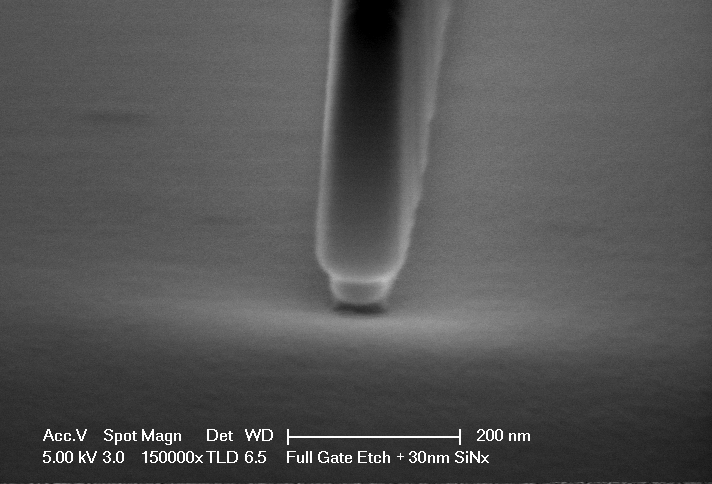 Acc.V Spot Magn Det WD 200 nm
5.00 kV 3.0 150000x TLD 6.5 Full Gate Etch + 30nm SiNx